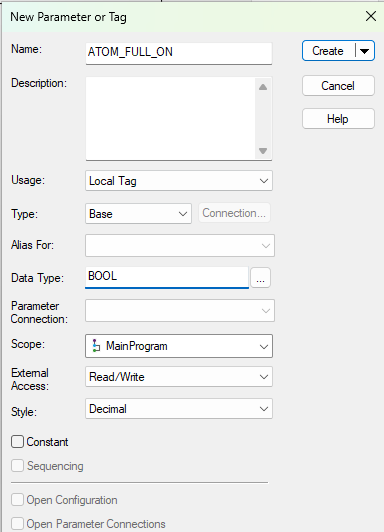 New Parameter or Tag
Name:
ATOM_FULL_ON
Create
Description:
Cancel
Help
Usage:
Local Tag
Type:
Base
Connection...
Alias For:
Data Type:
BOOL
...
Parameter
Connection:
Scope:
MainProgram
External
Access:
Read/Write
Style:
Decimal
Constant
Sequencing
Open Configuration
Open Parameter Connections